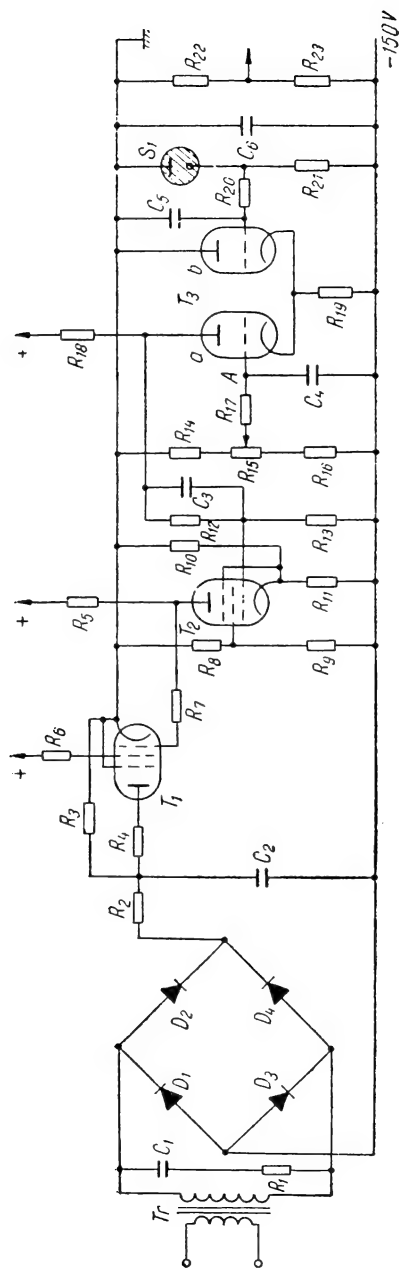 +
+
+
R6
R5
R18
R3
T1
R4
R2
R7
C2
D2
D1
D4
D3
C1
R1
Tr
R8
T2
R9
R10
R11
R12
C3
R13
R14
R15
R16
R17
A
C4
a
T3
b
R19
C5
R20
S1
R21
C6
R22
R23
-150V